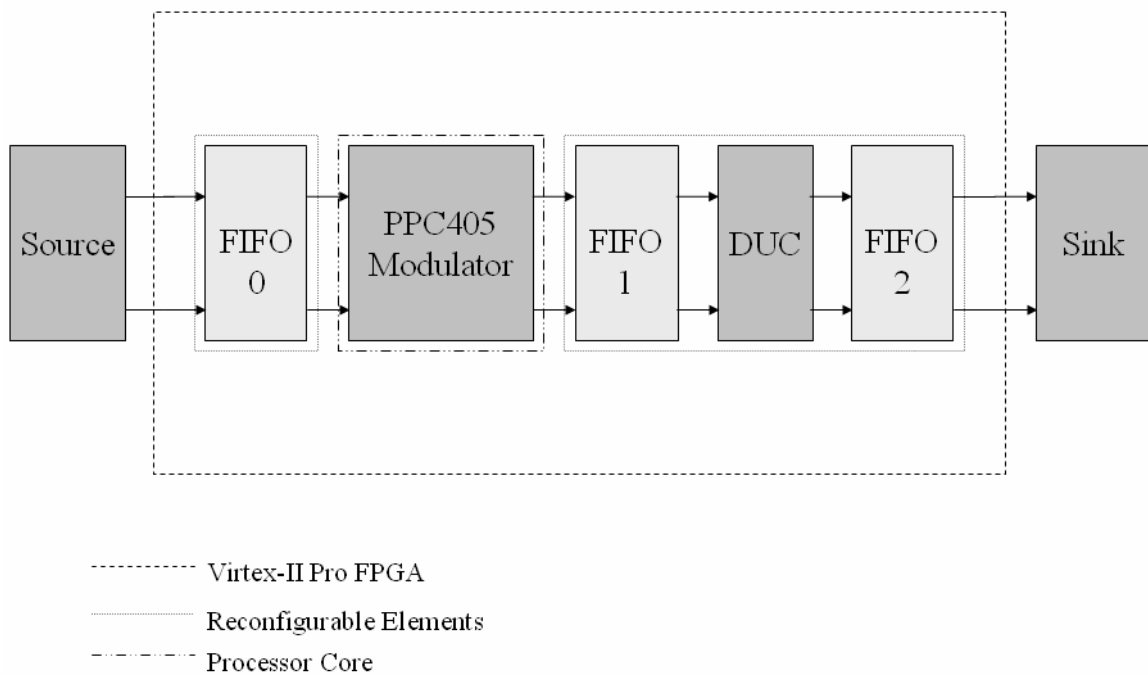 Source
FIFO
0
PPC405
Modulator
FIFO
1
DUC
FIFO
2
Sink
Virtex-II Pro FPGA
Reconfigurable Elements
Processor Core